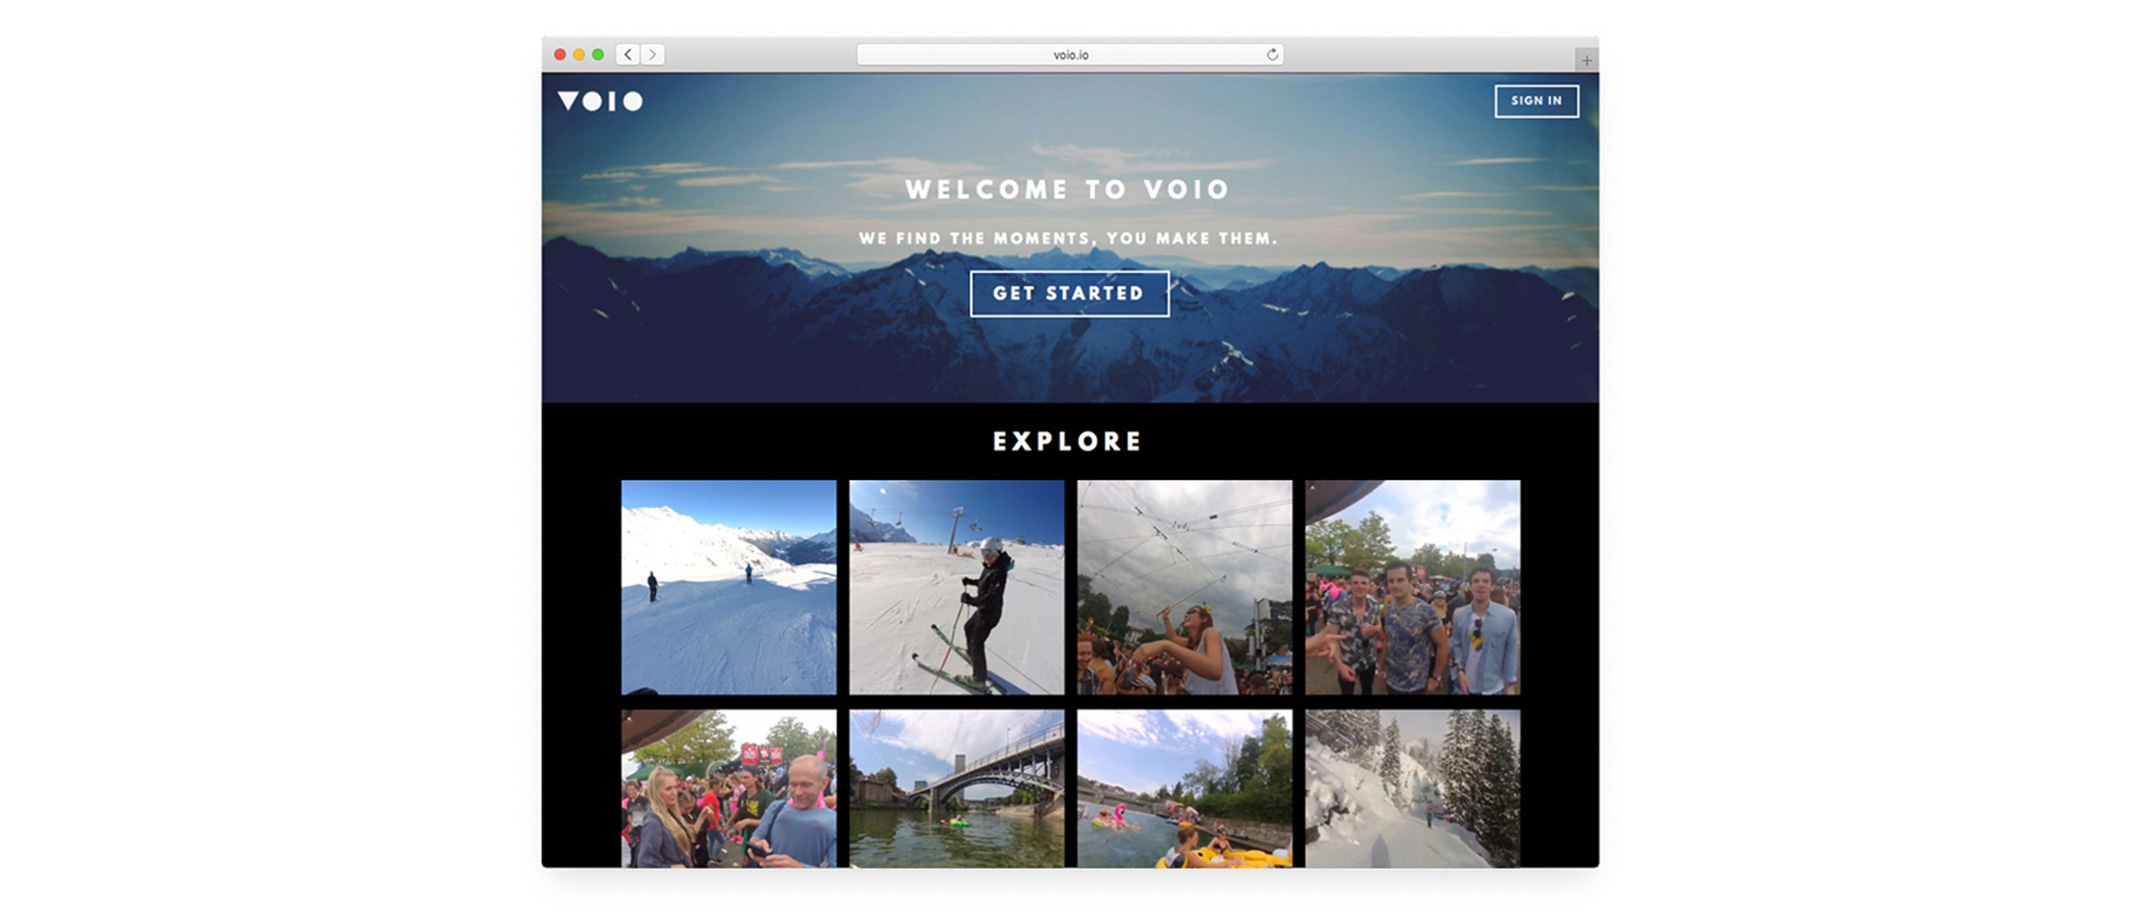 voio.io
VOIO
SIGN IN
WELCOME TO VOIO
WE FIND THE MOMENTS, YOU MAKE THEM.
GET STARTED
EXPLORE